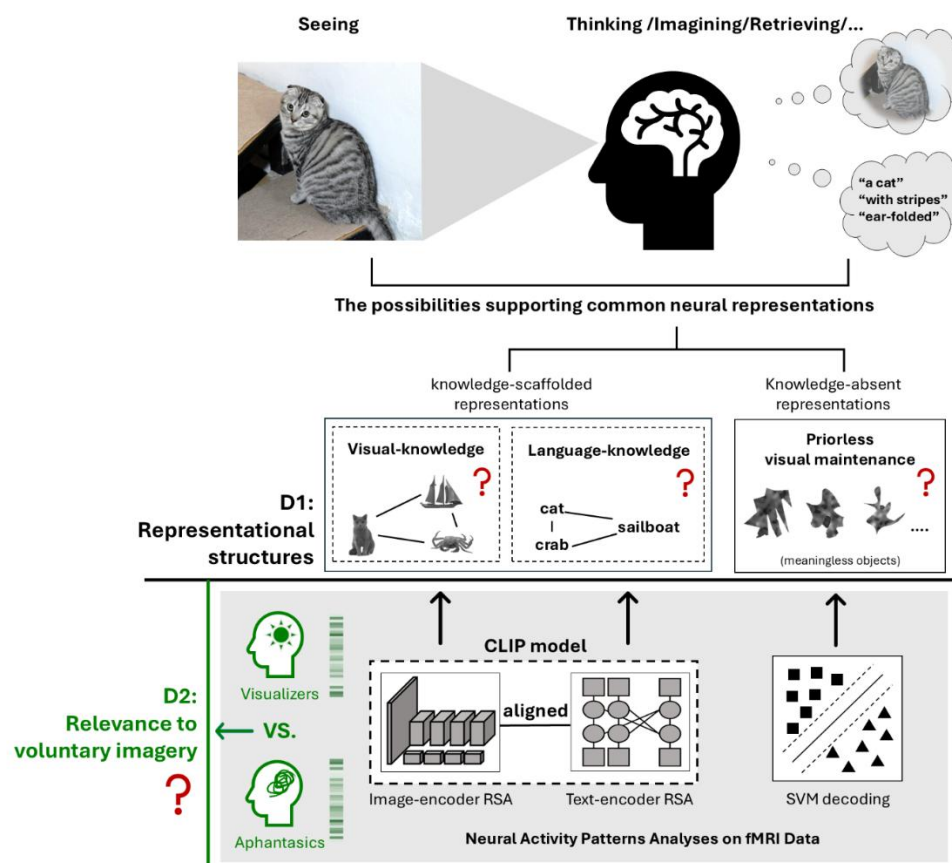 Seeing
Thinking /Imagining/Retrieving/...
“a cat”
“with stripes”
“ear-folded”
The possibilities supporting common neural representations
knowledge-scaffolded
representations
Knowledge-absent
representations
D1:
Representational
structures
Visual-knowledge
?
Language-knowledge
?
cat
sailboat
crab
Priorless
visual maintenance
?
....
(meaningless objects)
D2:
Relevance to
voluntary imagery
?
Visualizers
VS.
Aphantasics
CLIP model
aligned
Image-encoder RSA
Text-encoder RSA
SVM decoding
Neural Activity Patterns Analyses on fMRI Data